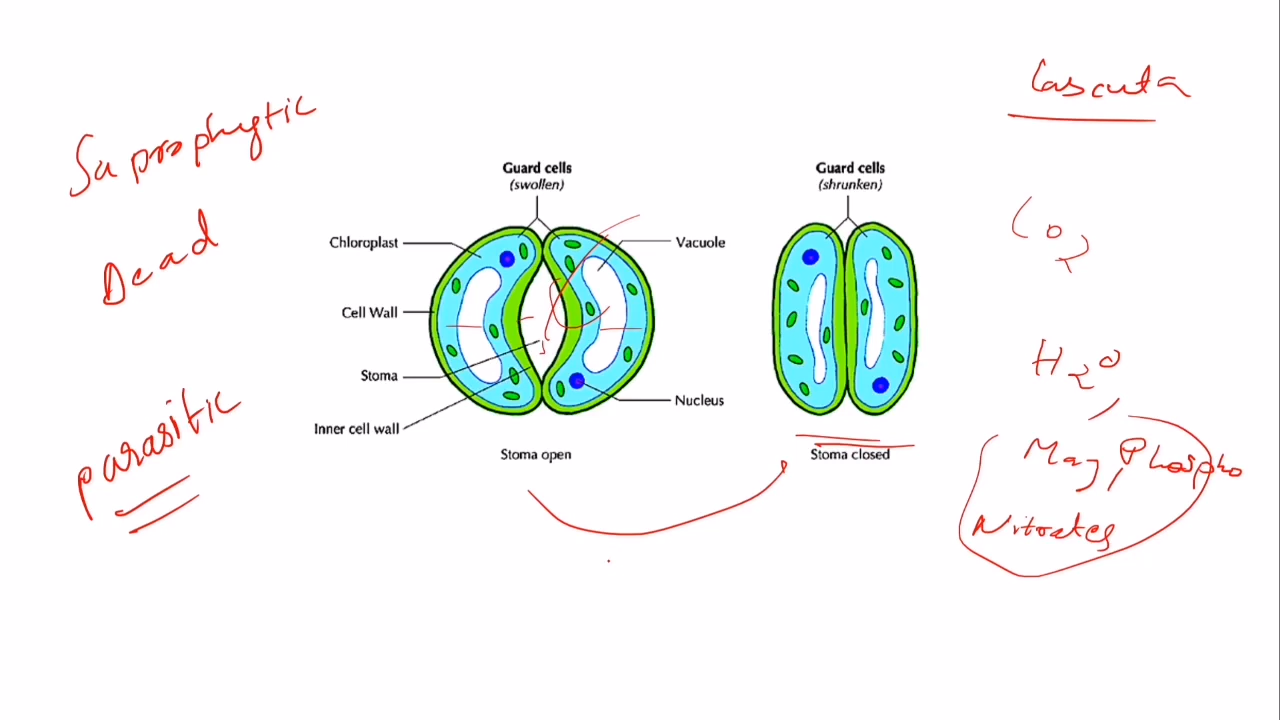 Cascuta
Saprophytic
Dead
parasitic
Guard cells
(swollen)
Chloroplast
Vacuole
Cell Wall
Stoma
Nucleus
Inner cell wall
Stoma open
Guard cells
(shrunken)
Stoma closed
CO2
H2O,
Mag, Phospho
Nitrates